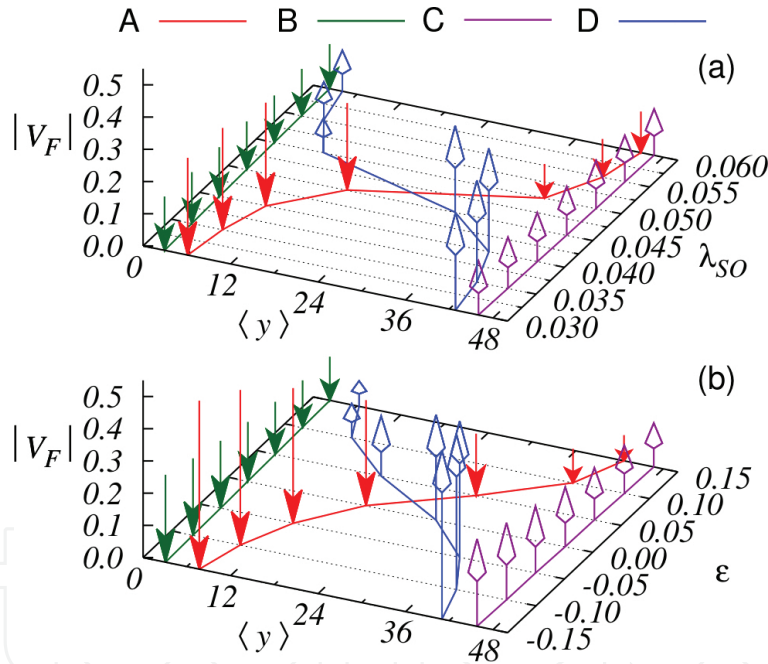 A B C D
(a)
|V_F|
0.5
0.4
0.3
0.2
0.1
0.0
0 12 24 36 48
⟨ y ⟩
0.060
0.055
0.050
0.045
0.040
0.035
0.030
λ_SO
(b)
|V_F|
0.5
0.4
0.3
0.2
0.1
0.0
0 12 24 36 48
⟨ y ⟩
0.15
0.10
0.05
0.00
-0.05
-0.10
-0.15
ε